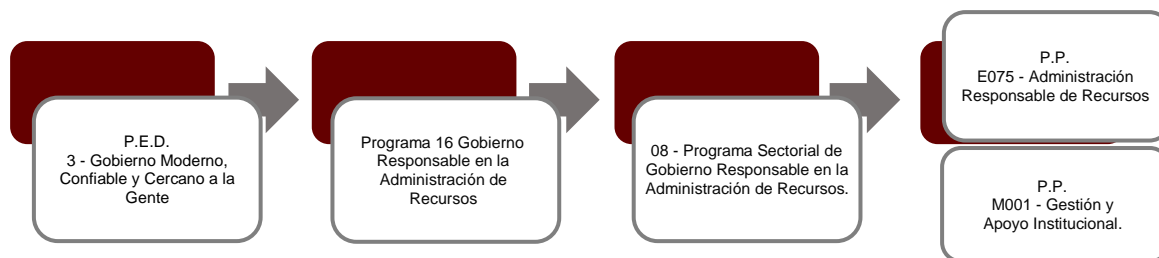 P.E.D.
3 - Gobierno Moderno,
Confiable y Cercano a la
Gente
Programa 16 Gobierno
Responsable en la
Administración de
Recursos
08 - Programa Sectorial de
Gobierno Responsable en la
Administración de Recursos.
P.P.
E075 - Administración
Responsable de Recursos
P.P.
M001 - Gestión y
Apoyo Institucional.